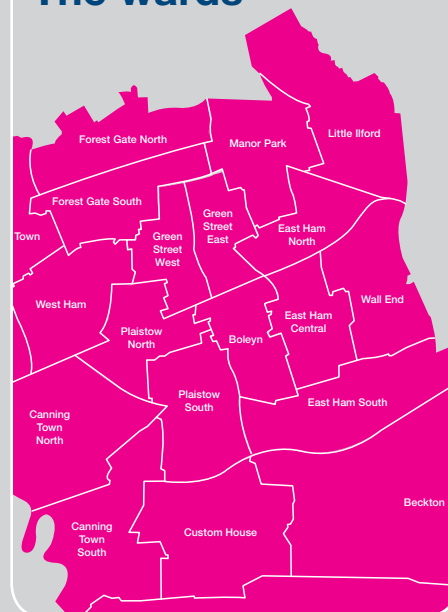 The wards
Forest Gate North
Manor Park
Little Ilford
Forest Gate South
Green
Street
East
Town
Green
Street
West
East Ham
North
West Ham
Wall End
Plaistow
North
Boleyn
East Ham
Central
Plaistow
South
East Ham South
Canning
Town
North
Beckton
Canning
Town
South
Custom House